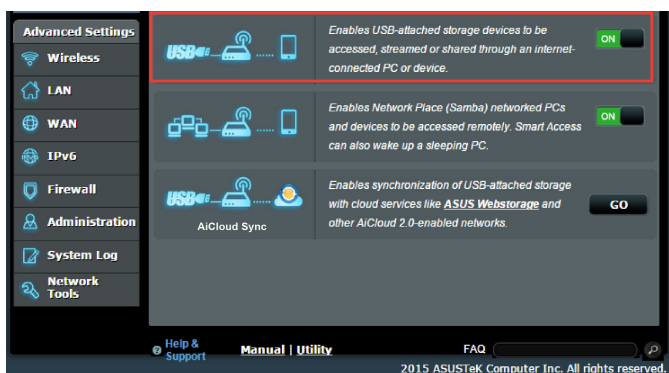 Advanced Settings
Wireless
LAN
WAN
IPv6
Firewall
Administration
System Log
Network
Tools
USB
Enables USB-attached storage devices to be
accessed, streamed or shared through an internet-
connected PC or device.
ON
Enables Network Place (Samba) networked PCs
and devices to be accessed remotely. Smart Access
can also wake up a sleeping PC.
ON
USB
AiCloud Sync
Enables synchronization of USB-attached storage
with cloud services like ASUS Webstorage and
other AiCloud 2.0-enabled networks.
GO
Help &
Support
Manual | Utility
FAQ
2015 ASUSTeK Computer Inc. All rights reserved.